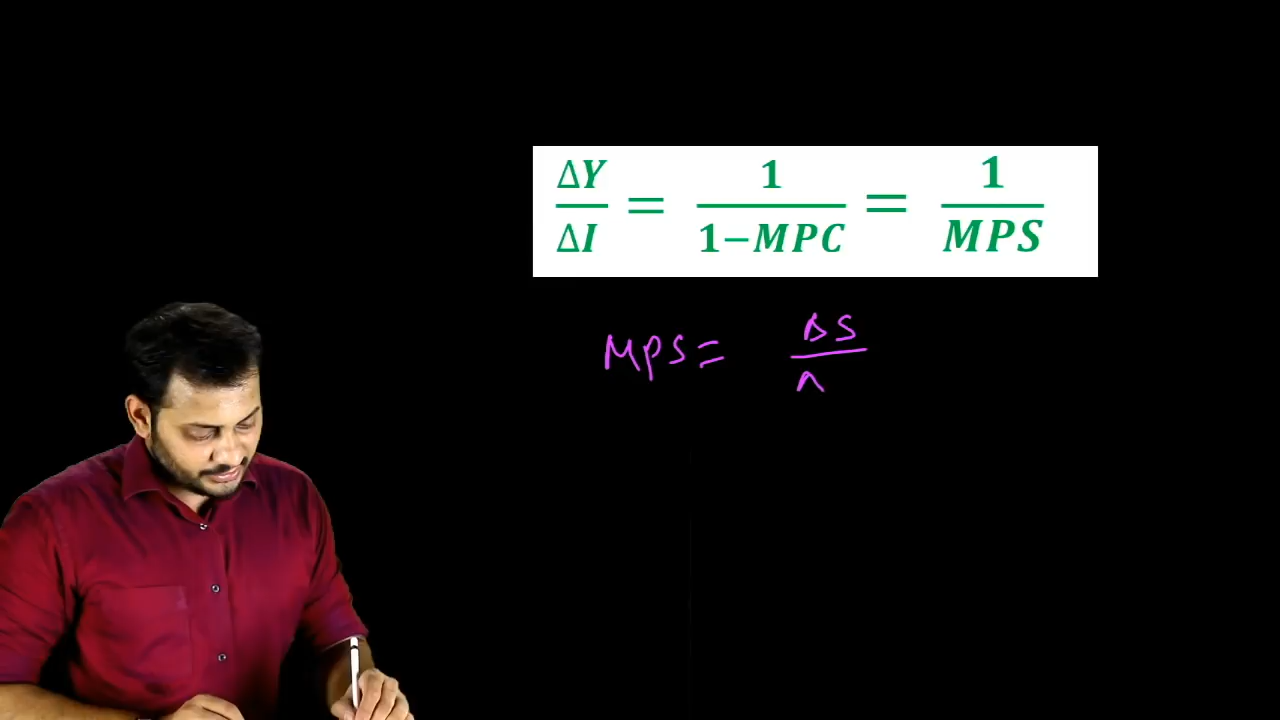 ΔY/ΔI = 1/1−MPC = 1/MPS
MPS = ΔS/